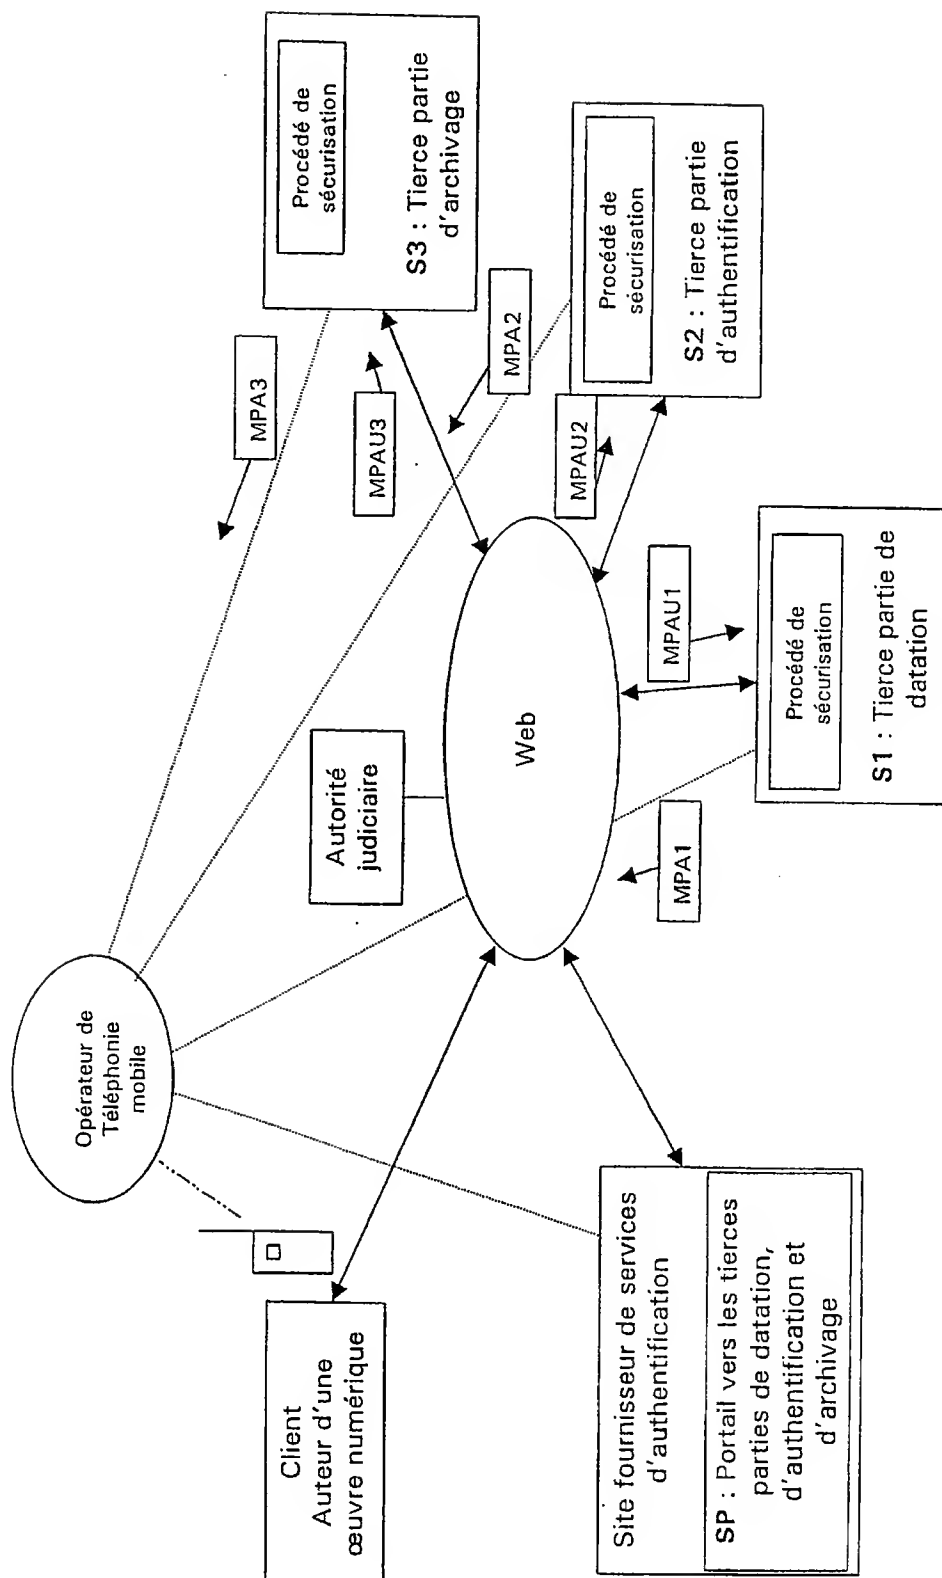 Opérateur de
Téléphonie
mobile
Client
Auteur d'une
œuvre numérique
Site fournisseur de services
d'authentification
SP : Portail vers les tierces
parties de datation,
d'authentification et
d'archivage
Autorité
judiciaire
Web
MPA3
MPAU3
MPA2
MPAU2
MPAU1
MPA1
Procédé de
sécurisation
S3 : Tierce partie
d'archivage
Procédé de
sécurisation
S2 : Tierce partie
d'authentification
Procédé de
sécurisation
S1 : Tierce partie de
datation